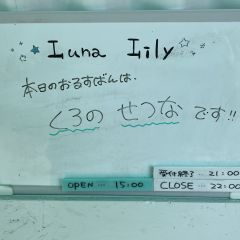 Luna Lily
本日のおるすばんは、
くろの せつな です!!
受付終了 … 21:00
OPEN … 15:00
CLOSE … 22:00